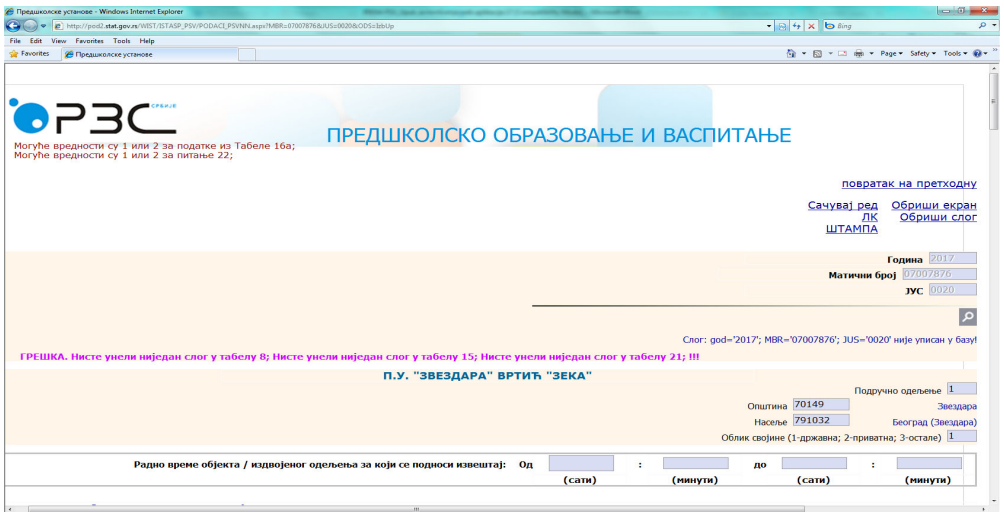 Предшколске установе - Windows Internet Explorer
http://pod2.stat.gov.rs/WIST/ISTASP_PSV/PODACI_PSVNN.aspx?MBR=07007876&JUS=0020&ODS=IzbUp
Bing
File Edit View Favorites Tools Help
Favorites Предшколске установе
Page Safety Tools
РЗС СРБИЈЕ
ПРЕДШКОЛСКО ОБРАЗОВАЊЕ И ВАСПИТАЊЕ
Могуће вредности су 1 или 2 за податке из Табеле 16а;
Могуће вредности су 1 или 2 за питање 22;
повратак на претходну
Сачувај ред Обриши екран
ЛК Обриши слог
ШТАМПА
Година 2017
Матични број 07007876
ЈУС 0020
Слог: god='2017'; MBR='07007876'; JUS='0020' није уписан у базу!
ГРЕШКА. Нисте унели ниједан слог у табелу 8; Нисте унели ниједан слог у табелу 15; Нисте унели ниједан слог у табелу 21; !!!
П.У. "ЗВЕЗДАРА" ВРТИЋ "ЗЕКА"
Подручно одељење 1
Општина 70149 Звездара
Насеље 791032 Београд (Звездара)
Облик својине (1-државна; 2-приватна; 3-остале) 1
Радно време објекта / издвојеног одељења за који се подноси извештај: Од : до :
(сати) (минути) (сати) (минути)